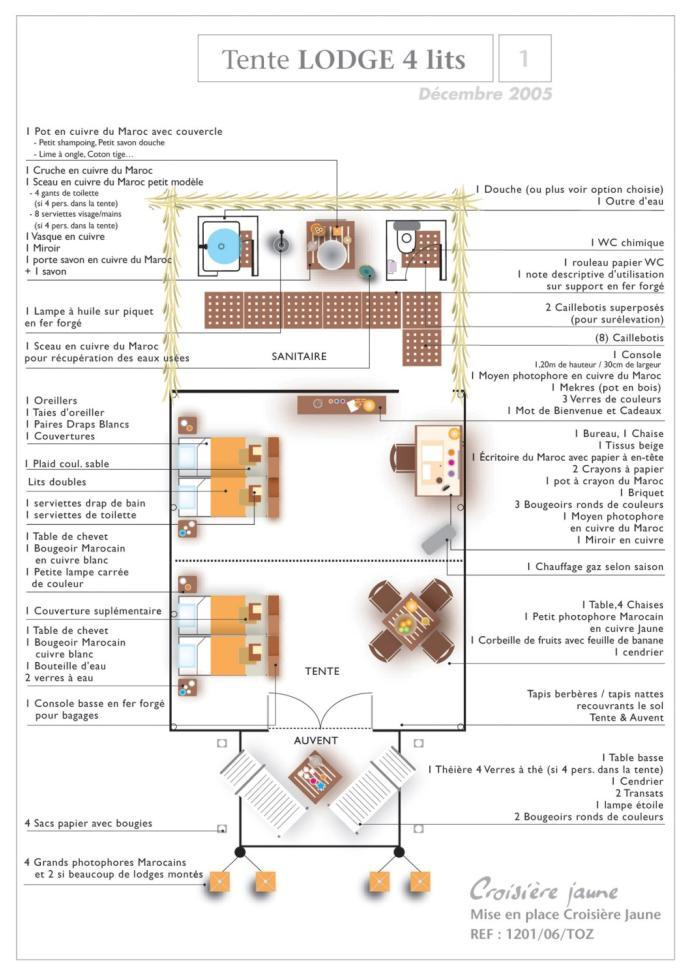 Tente LODGE 4 lits
1
Décembre 2005
1 Pot en cuivre du Maroc avec couvercle
- Petit shampoing, Petit savon douche
- Lime à ongle, Coton tige...
1 Cruche en cuivre du Maroc
1 Sceau en cuivre du Maroc petit modèle
- 4 gants de toilette
(si 4 pers. dans la tente)
- 8 serviettes visage/mains
(si 4 pers. dans la tente)
1 Vasque en cuivre
1 Miroir
1 porte savon en cuivre du Maroc
+ 1 savon
1 Lampe à huile sur piquet
en fer forgé
1 Sceau en cuivre du Maroc
pour récupération des eaux usées
1 Oreillers
1 Taies d'oreiller
1 Paires Draps Blancs
1 Couvertures
1 Plaid coul. sable
Lits doubles
1 serviettes drap de bain
1 serviettes de toilette
1 Table de chevet
1 Bougeoir Marocain
en cuivre blanc
1 Petite lampe carrée
de couleur
1 Couverture suplémentaire
1 Table de chevet
1 Bougeoir Marocain
cuivre blanc
1 Bouteille d'eau
2 verres à eau
1 Console basse en fer forgé
pour bagages
4 Sacs papier avec bougies
4 Grands photophores Marocains
et 2 si beaucoup de lodges montés
SANITAIRE
TENTE
AUVENT
1 Douche (ou plus voir option choisie)
1 Outre d'eau
1 WC chimique
1 rouleau papier WC
1 note descriptive d'utilisation
sur support en fer forgé
2 Caillebotis superposés
(pour surélevation)
(8) Caillebotis
1 Console
1,20m de hauteur / 30cm de largeur
1 Moyen photophore en cuivre du Maroc
1 Mekres (pot en bois)
3 Verres de couleurs
1 Mot de Bienvenue et Cadeaux
1 Bureau, 1 Chaise
1 Tissus beige
1 Écritoire du Maroc avec papier à en-tête
2 Crayons à papier
1 pot à crayon du Maroc
1 Briquet
3 Bougeoirs ronds de couleurs
1 Moyen photophore
en cuivre du Maroc
1 Miroir en cuivre
1 Chauffage gaz selon saison
1 Table, 4 Chaises
1 Petit photophore Marocain
en cuivre Jaune
1 Corbeille de fruits avec feuille de banane
1 cendrier
Tapis berbères / tapis nattes
recouvrants le sol
Tente & Auvent
1 Table basse
1 Théière 4 Verres à thé (si 4 pers. dans la tente)
1 Cendrier
2 Transats
1 lampe étoile
2 Bougeoirs ronds de couleurs
Croisière jaune
Mise en place Croisière Jaune
REF : 1201/06/TOZ